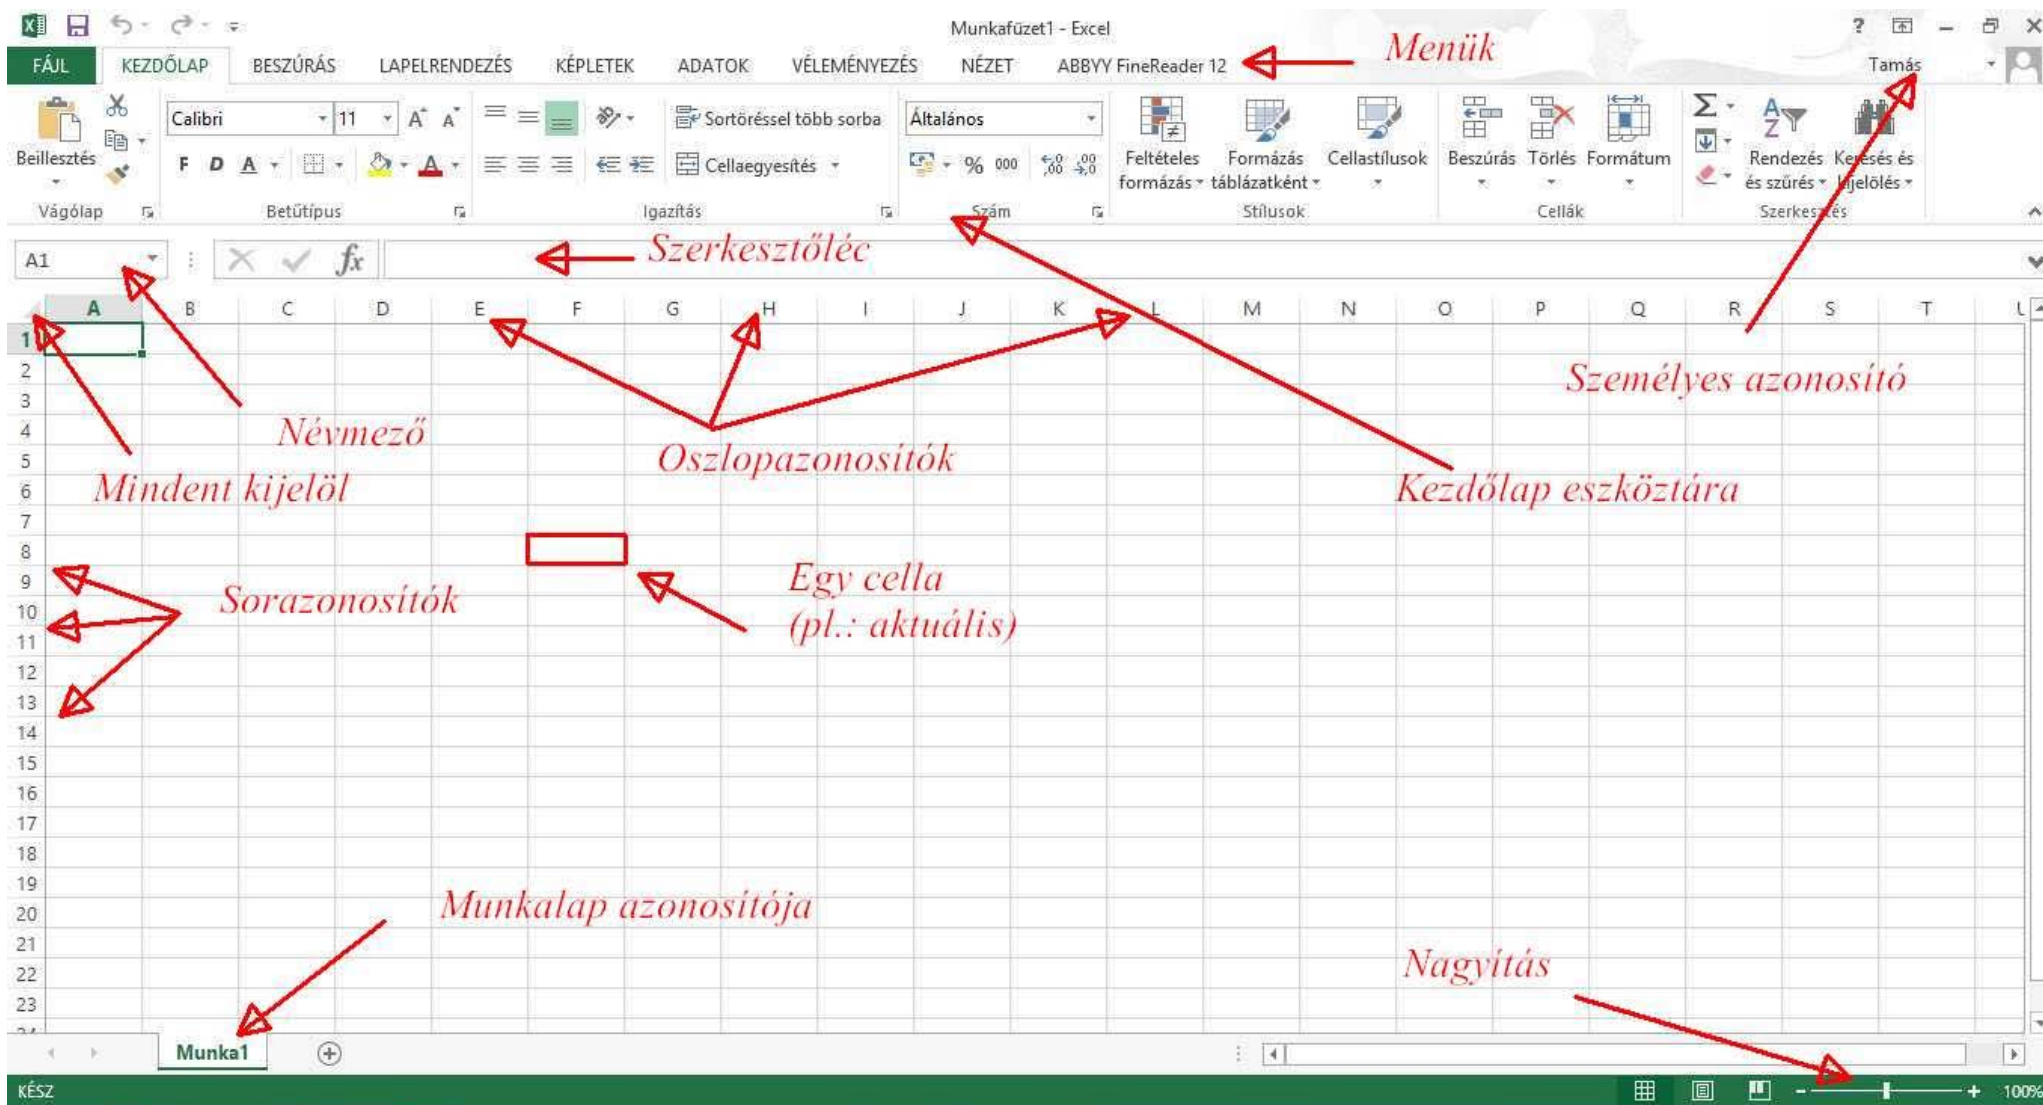 Munkafüzet1 - Excel
FÁJL KEZDŐLAP BESZÚRÁS LAPELRENDEZÉS KÉPLETEK ADATOK VÉLEMÉNYEZÉS NÉZET ABBYY FineReader 12 Menük Tamás
Calibri 11 Sortöréssel több sorba Általános
Beillesztés F D A A Cellaegyesítés % 000 Feltételes formázás Formázás táblázatként Cellastílusok Beszúrás Törlés Formátum Rendezés és szűrés Keresés és kijelölés
Vágólap Betűtípus Igazítás Szám Stílusok Cellák Szerkesztés
A1 fx Szerkesztőléc
A B C D E F G H I J K L M N O P Q R S T U
1
2
Személyes azonosító
3
4
Névmező
5
Oszlopazonosítók
6
Mindent kijelöl
Kezdőlap eszköztára
7
8
9
Egy cella
10
Sorazonosítók
(pl.: aktuális)
11
12
13
14
15
16
17
18
19
20
Munkalap azonosítója
21
22
Nagyítás
23
24
Munka1
KÉSZ 100%